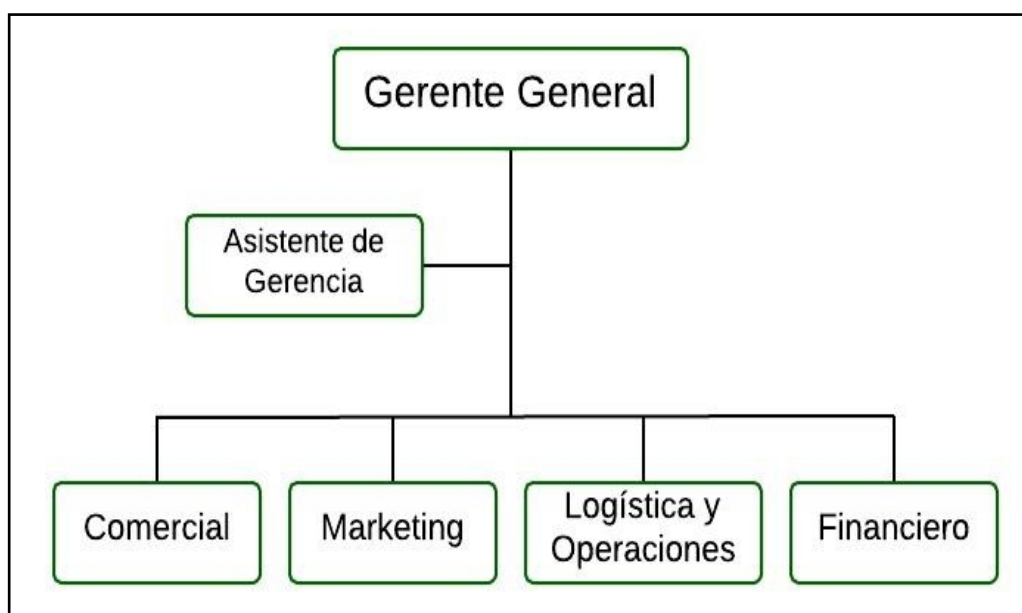 Gerente General
Asistente de
Gerencia
Comercial
Marketing
Logística y
Operaciones
Financiero